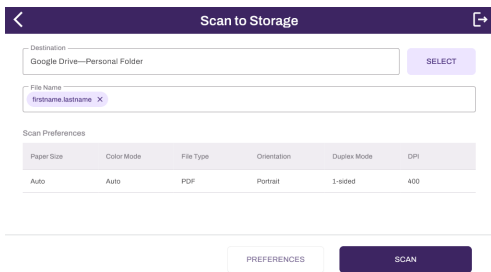 Scan to Storage
Destination
Google Drive—Personal Folder
SELECT
File Name
firstname.lastname ×
Scan Preferences
Paper Size Color Mode File Type Orientation Duplex Mode DPI
Auto Auto PDF Portrait 1-sided 400
PREFERENCES SCAN